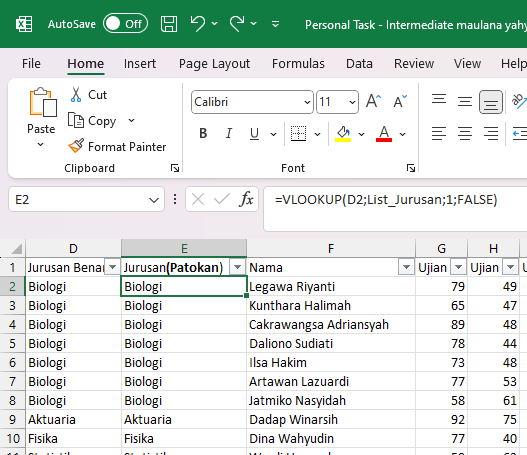 AutoSave Off Personal Task - Intermediate maulana yahy
File Home Insert Page Layout Formulas Data Review View Help
Paste
Cut
Copy
Format Painter
Clipboard
Calibri 11 A A ab
B I U A
Font
E2 fx =VLOOKUP(D2;List_Jurusan;1;FALSE)
D E F G H
1 Jurusan Benar Jurusan(Patokan) Nama Ujian Ujian U
2 Biologi Biologi Legawa Riyanti 79 49
3 Biologi Biologi Kunthara Halimah 65 47
4 Biologi Biologi Cakrawangsa Adriansyah 89 48
5 Biologi Biologi Daliono Sudiati 78 44
6 Biologi Biologi Ilsa Hakim 73 48
7 Biologi Biologi Artawan Lazuardi 77 53
8 Biologi Biologi Jatmiko Nasyidah 58 61
9 Aktuaria Aktuaria Dadap Winarsih 92 75
10 Fisika Fisika Dina Wahyudin 77 40